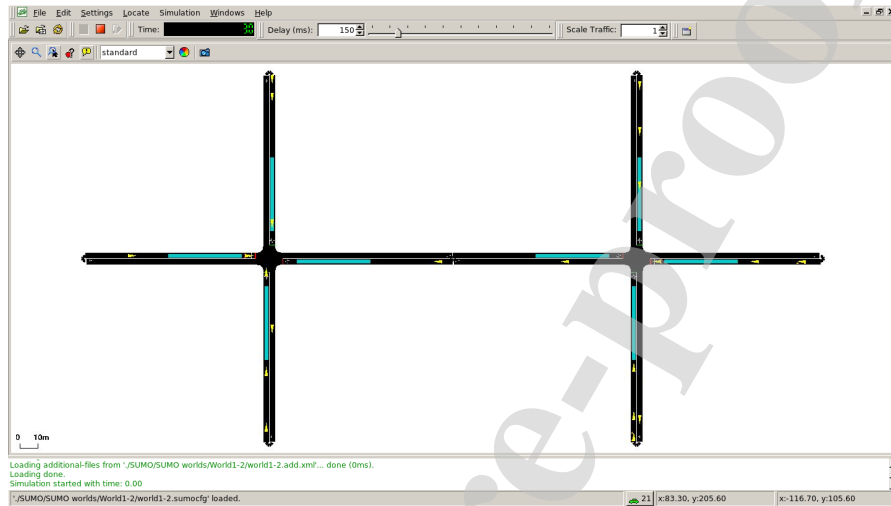 File Edit Settings Locate Simulation Windows Help
Time: Delay (ms): 150 Scale Traffic: 1
standard
0 10m
Loading additional-files from './SUMO/SUMO worlds/World1-2/world1-2.add.xml'... done (0ms).
Loading done.
Simulation started with time: 0.00
'./SUMO/SUMO worlds/World1-2/world1-2.sumocfg' loaded. 21 x:83.30, y:205.60 x:-116.70, y:105.60
re-proo